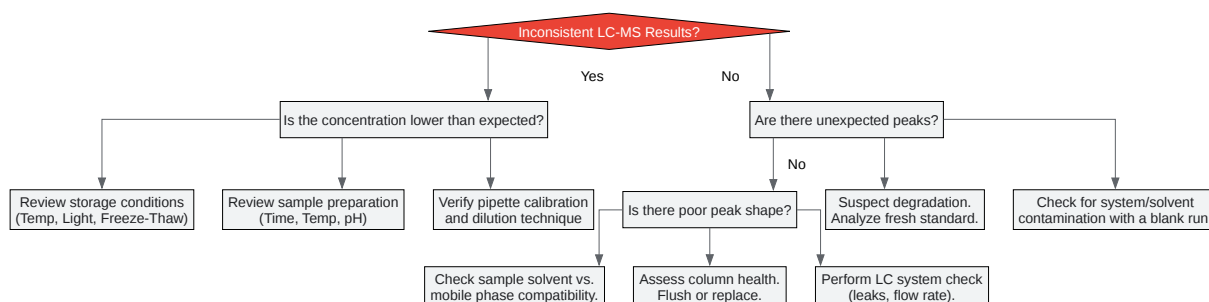 Inconsistent LC-MS Results?
Yes
No
Is the concentration lower than expected?
Are there unexpected peaks?
No
Review storage conditions
(Temp, Light, Freeze-Thaw)
Review sample preparation
(Time, Temp, pH)
Verify pipette calibration
and dilution technique
Is there poor peak shape?
Suspect degradation.
Analyze fresh standard.
Check for system/solvent
contamination with a blank run
Check sample solvent vs.
mobile phase compatibility.
Assess column health.
Flush or replace.
Perform LC system check
(leaks, flow rate).